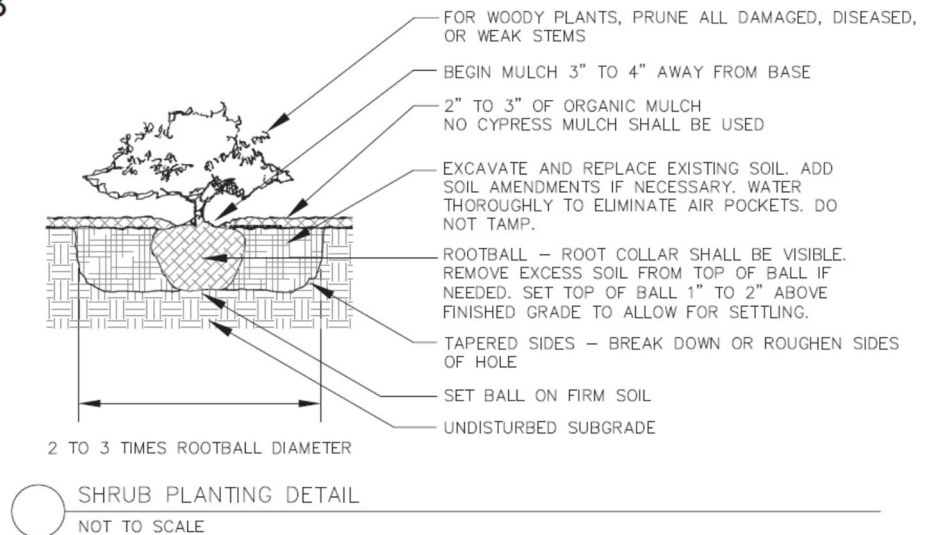 FOR WOODY PLANTS, PRUNE ALL DAMAGED, DISEASED,
OR WEAK STEMS
BEGIN MULCH 3" TO 4" AWAY FROM BASE
2" TO 3" OF ORGANIC MULCH
NO CYPRESS MULCH SHALL BE USED
EXCAVATE AND REPLACE EXISTING SOIL. ADD
SOIL AMENDMENTS IF NECESSARY. WATER
THOROUGHLY TO ELIMINATE AIR POCKETS. DO
NOT TAMP.
ROOTBALL – ROOT COLLAR SHALL BE VISIBLE.
REMOVE EXCESS SOIL FROM TOP OF BALL IF
NEEDED. SET TOP OF BALL 1" TO 2" ABOVE
FINISHED GRADE TO ALLOW FOR SETTLING.
TAPERED SIDES – BREAK DOWN OR ROUGHEN SIDES
OF HOLE
SET BALL ON FIRM SOIL
UNDISTURBED SUBGRADE
2 TO 3 TIMES ROOTBALL DIAMETER
SHRUB PLANTING DETAIL
NOT TO SCALE